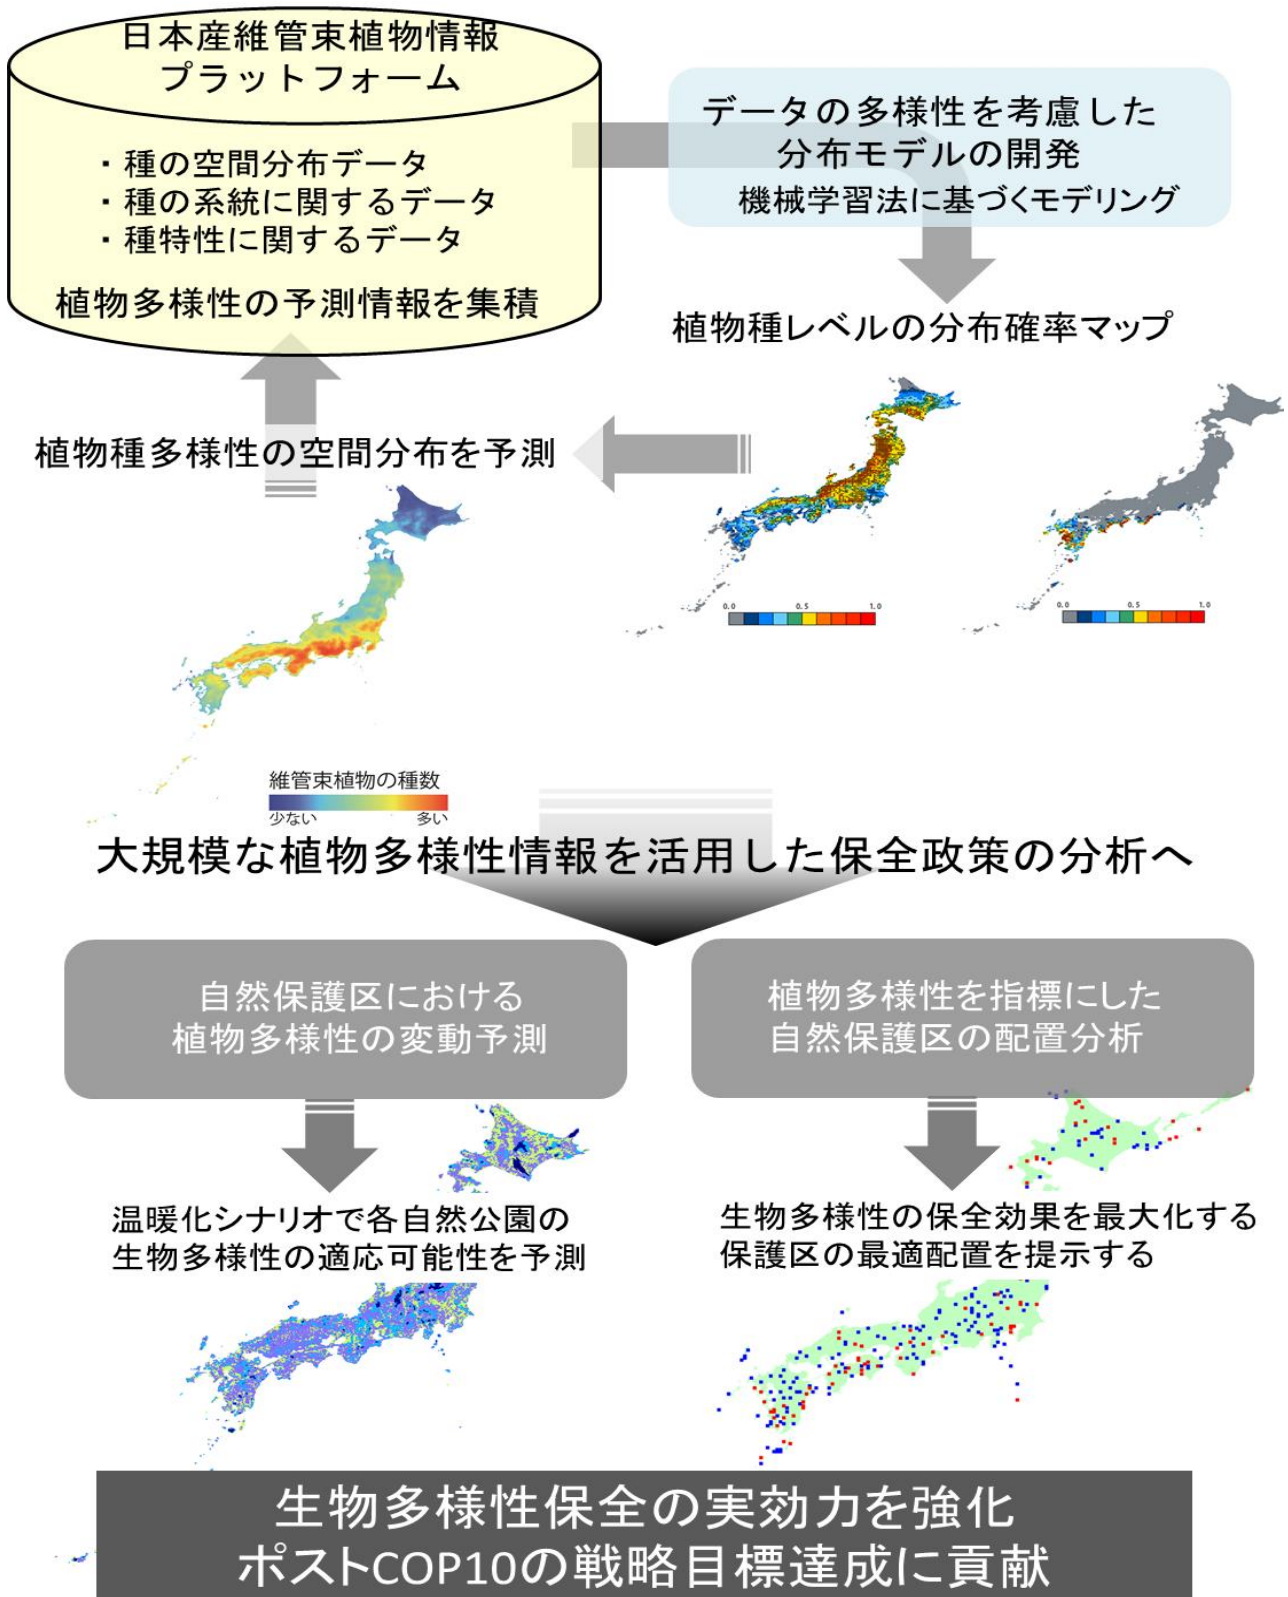 日本産維管束植物情報
プラットフォーム
・種の空間分布データ
・種の系統に関するデータ
・種特性に関するデータ
植物多様性の予測情報を集積
データの多様性を考慮した
分布モデルの開発
機械学習法に基づくモデリング
植物種レベルの分布確率マップ
植物種多様性の空間分布を予測
0.0 0.5 1.0
0.0 0.5 1.0
維管束植物の種数
少ない 多い
大規模な植物多様性情報を活用した保全政策の分析へ
自然保護区における
植物多様性の変動予測
植物多様性を指標にした
自然保護区の配置分析
温暖化シナリオで各自然公園の
生物多様性の適応可能性を予測
生物多様性の保全効果を最大化する
保護区の最適配置を提示する
生物多様性保全の実効力を強化
ポストCOP10の戦略目標達成に貢献